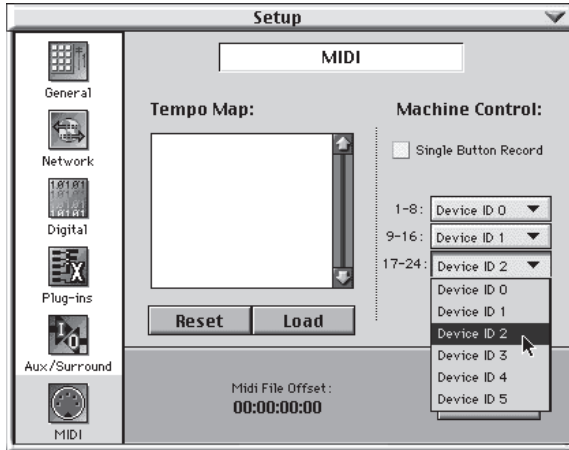 Setup
General
Network
10101
10101
Digital
Plug-ins
I/O
Aux/Surround
MIDI
MIDI
Tempo Map:
Reset
Load
Machine Control:
Single Button Record
1-8: Device ID 0
9-16: Device ID 1
17-24: Device ID 2
Device ID 0
Device ID 1
Device ID 2
Device ID 3
Device ID 4
Device ID 5
Midi File Offset:
00:00:00:00